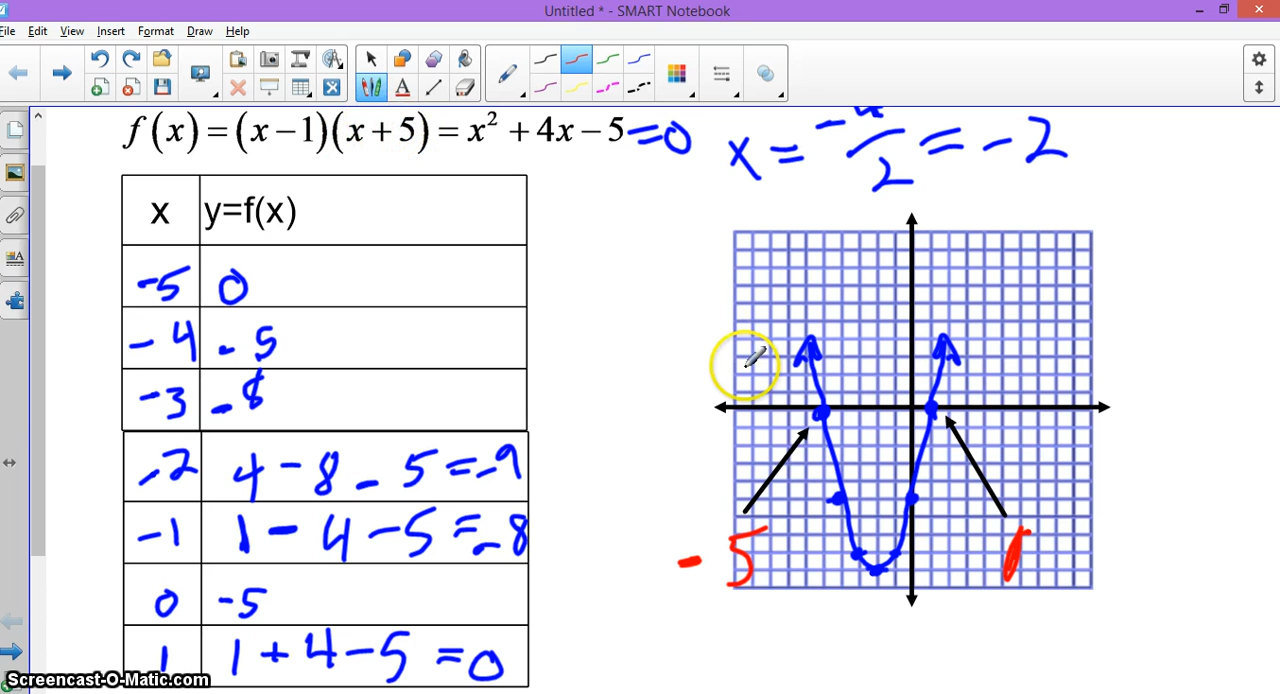 Untitled * - SMART Notebook
File Edit View Insert Format Draw Help
f(x) = (x−1)(x+5) = x² + 4x − 5 = 0
x = -4/2 = -2
x y=f(x)
-5 0
-4 -5
-3 -8
-2 4-8-5=-9
-1 1-4-5=-8
0 -5
1 1+4-5=0
-5
1
Screencast-O-Matic.com